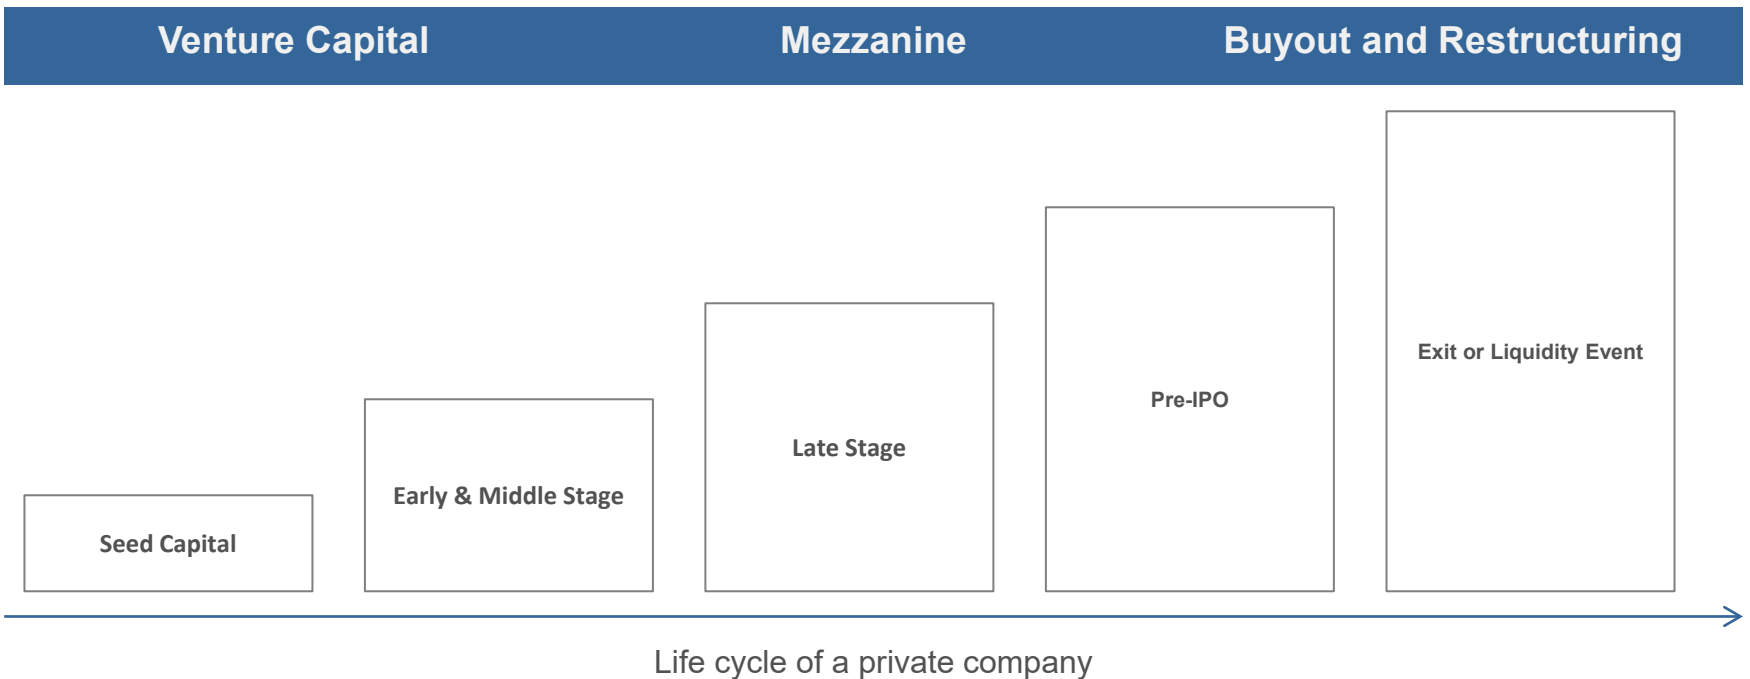 Venture Capital
Mezzanine
Buyout and Restructuring
Seed Capital
Early & Middle Stage
Late Stage
Pre-IPO
Exit or Liquidity Event
Life cycle of a private company